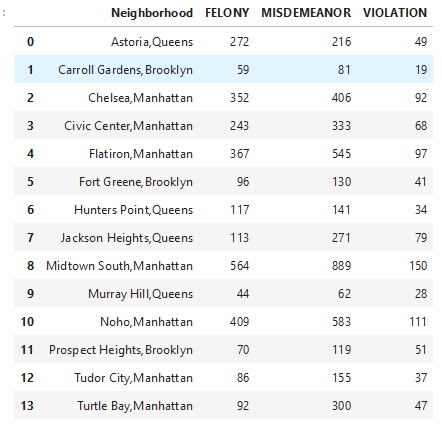 : Neighborhood FELONY MISDEMEANOR VIOLATION
0 Astoria,Queens 272 216 49
1 Carroll Gardens,Brooklyn 59 81 19
2 Chelsea,Manhattan 352 406 92
3 Civic Center,Manhattan 243 333 68
4 Flatiron,Manhattan 367 545 97
5 Fort Greene,Brooklyn 96 130 41
6 Hunters Point,Queens 117 141 34
7 Jackson Heights,Queens 113 271 79
8 Midtown South,Manhattan 564 889 150
9 Murray Hill,Queens 44 62 28
10 Noho,Manhattan 409 583 111
11 Prospect Heights,Brooklyn 70 119 51
12 Tudor City,Manhattan 86 155 37
13 Turtle Bay,Manhattan 92 300 47